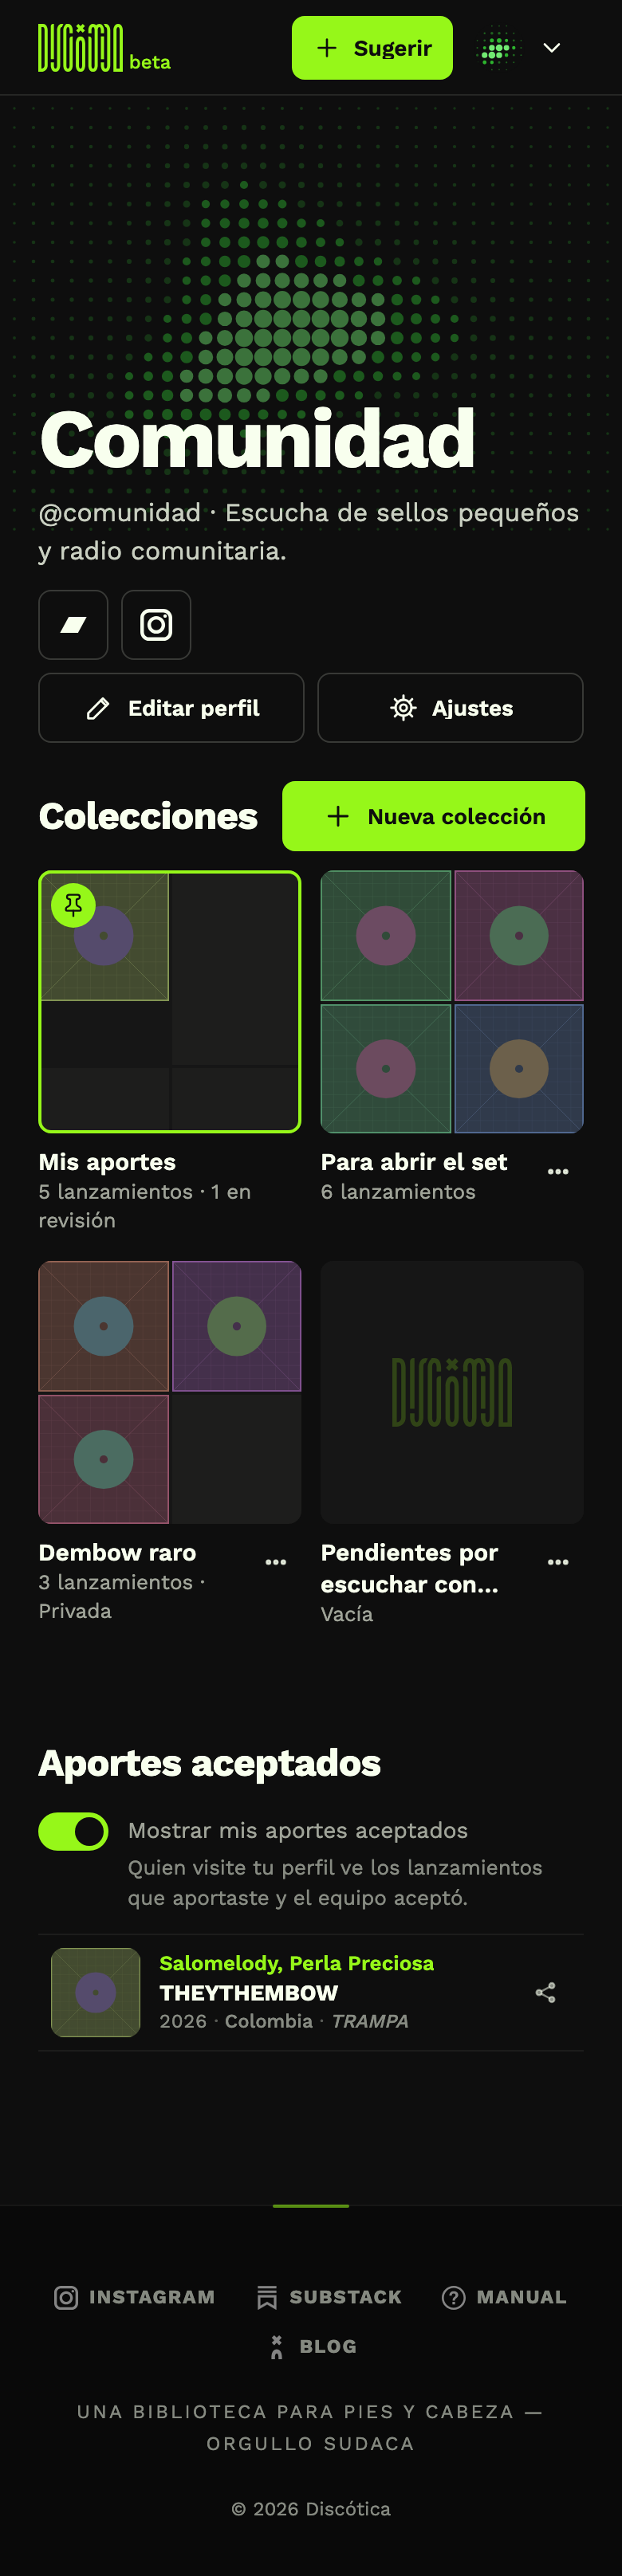 DISCÓTICA beta
Sugerir
Comunidad
@comunidad · Escucha de sellos pequeños
y radio comunitaria.
Editar perfil
Ajustes
Colecciones
Nueva colección
Mis aportes
5 lanzamientos · 1 en
revisión
Para abrir el set
6 lanzamientos
DISCÓTICA
Dembow raro
3 lanzamientos ·
Privada
Pendientes por
escuchar con...
Vacía
Aportes aceptados
Mostrar mis aportes aceptados
Quien visite tu perfil ve los lanzamientos
que aportaste y el equipo aceptó.
Salomelody, Perla Preciosa
THEYTHEMBOW
2026 · Colombia · TRAMPA
INSTAGRAM
SUBSTACK
MANUAL
BLOG
UNA BIBLIOTECA PARA PIES Y CABEZA —
ORGULLO SUDACA
© 2026 Discótica